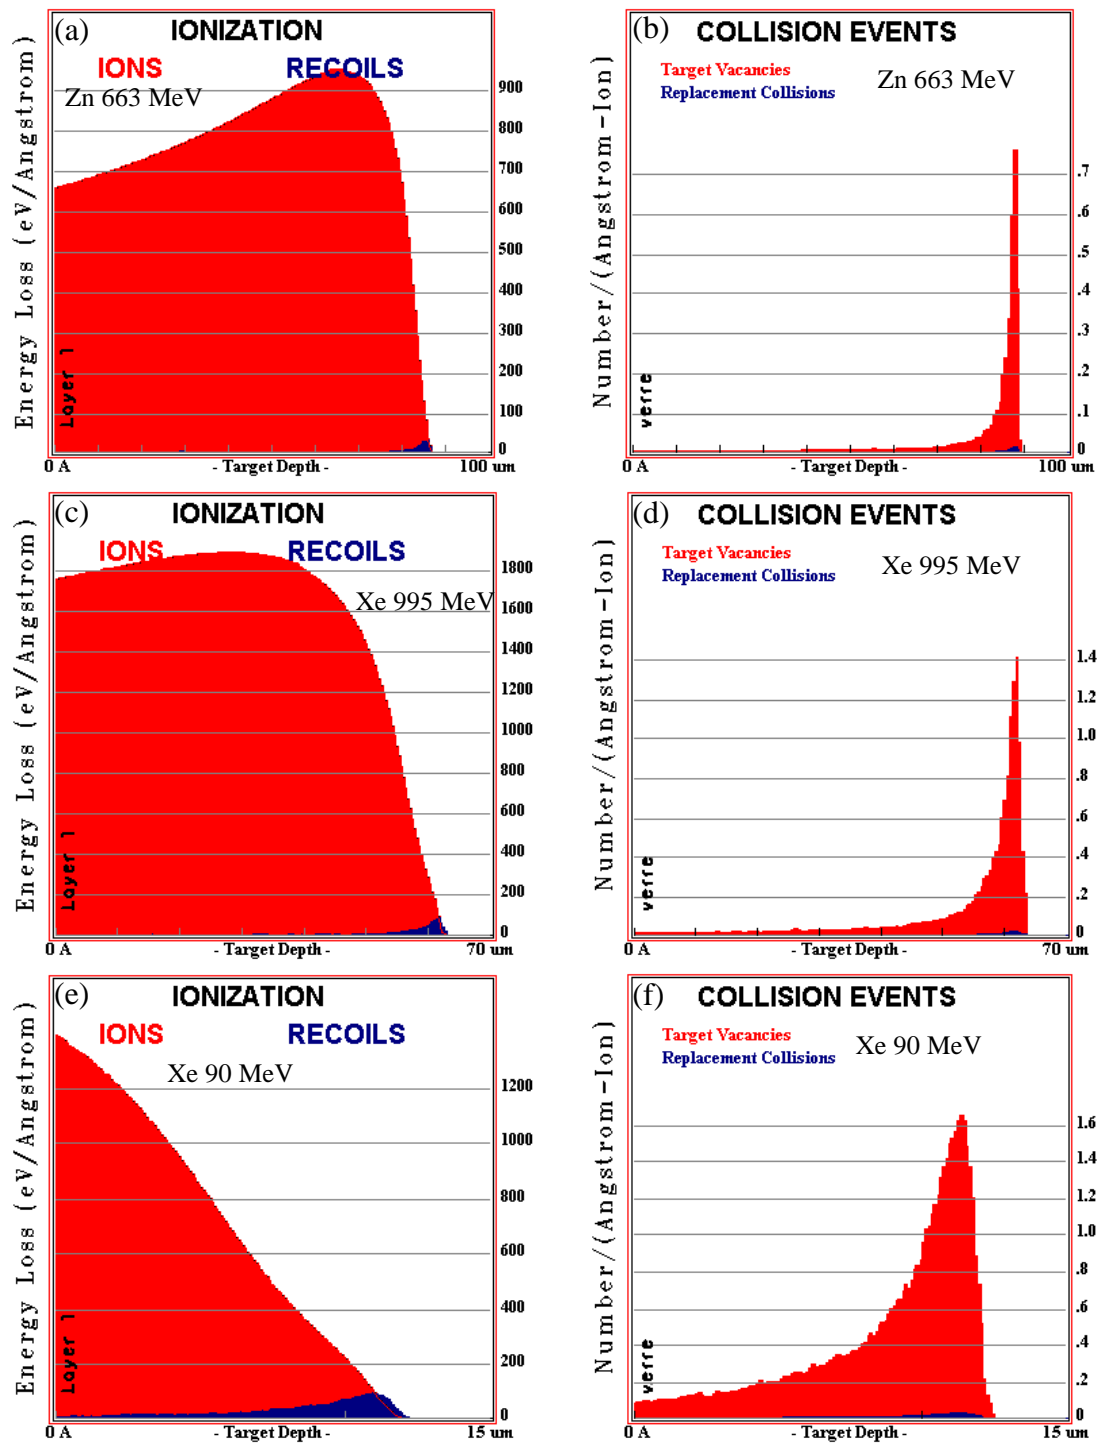 (a)
IONIZATION
IONS RECOILS
Zn 663 MeV
Energy Loss (eV/Angstrom)
900
800
700
600
500
400
300
200
100
0
Layer 1
0 A - Target Depth - 100 um
(b)
COLLISION EVENTS
Target Vacancies
Replacement Collisions
Zn 663 MeV
Number/(Angstrom-Ion)
.7
.6
.5
.4
.3
.2
.1
0
verre
0 A - Target Depth - 100 um
(c)
IONIZATION
IONS RECOILS
Xe 995 MeV
Energy Loss (eV/Angstrom)
1800
1600
1400
1200
1000
800
600
400
200
0
Layer 1
0 A - Target Depth - 70 um
(d)
COLLISION EVENTS
Target Vacancies
Replacement Collisions
Xe 995 MeV
Number/(Angstrom-Ion)
1.4
1.2
1.0
.8
.6
.4
.2
0
verre
0 A - Target Depth - 70 um
(e)
IONIZATION
IONS RECOILS
Xe 90 MeV
Energy Loss (eV/Angstrom)
1200
1000
800
600
400
200
0
Layer 1
0 A - Target Depth - 15 um
(f)
COLLISION EVENTS
Target Vacancies
Replacement Collisions
Xe 90 MeV
Number/(Angstrom-Ion)
1.6
1.4
1.2
1.0
.8
.6
.4
.2
0
verre
0 A - Target Depth - 15 um